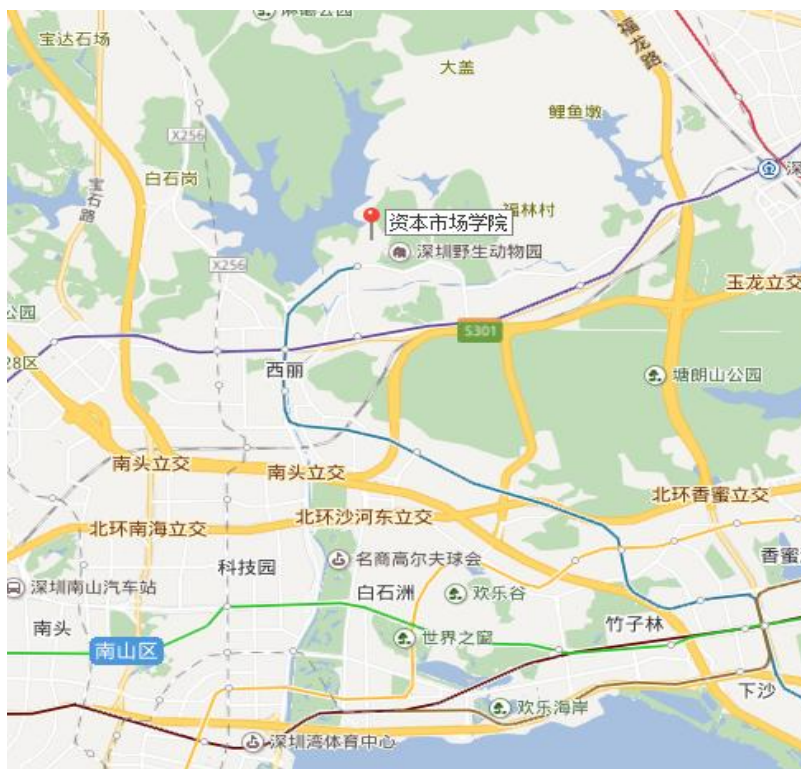 麻磡公园
福龙路
宝达石场
大盖
鲤鱼墩
X256
深
白石岗
宝石路
福林村
资本市场学院
深圳野生动物园
X256
玉龙立交
公园
S301
28区
西丽
塘朗山公园
南头立交
南头立交
北环香蜜立交
北环沙河东立交
北环南海立交
香蜜
名商高尔夫球会
科技园
深圳南山汽车站
白石洲
欢乐谷
南头
竹子林
世界之窗
南山区
下沙
欢乐海岸
深圳湾体育中心